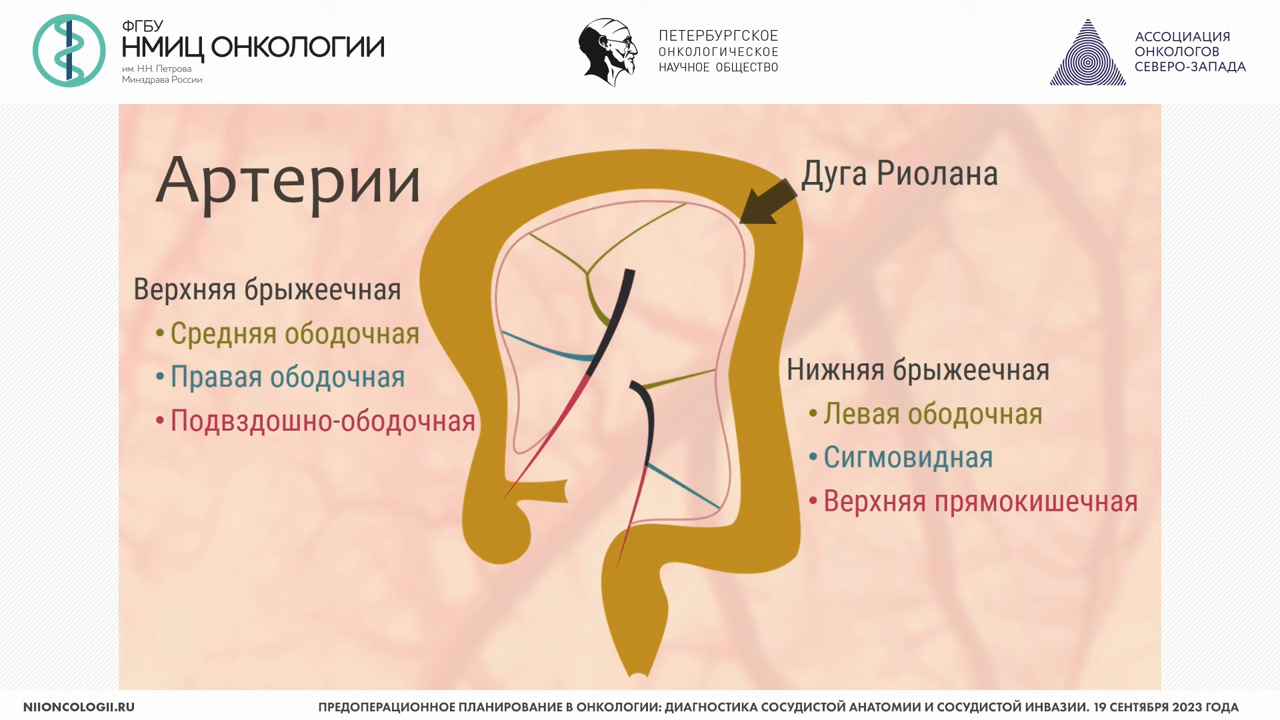 ФГБУ
НМИЦ ОНКОЛОГИИ
им. Н.Н. Петрова
Минздрава России
ПЕТЕРБУРГСКОЕ
ОНКОЛОГИЧЕСКОЕ
НАУЧНОЕ ОБЩЕСТВО
АССОЦИАЦИЯ
ОНКОЛОГОВ
СЕВЕРО-ЗАПАДА
Артерии
Дуга Риолана
Верхняя брыжеечная
• Средняя ободочная
• Правая ободочная
• Подвздошно-ободочная
Нижняя брыжеечная
• Левая ободочная
• Сигмовидная
• Верхняя прямокишечная
NIIONCOLOGII.RU
ПРЕДОПЕРАЦИОННОЕ ПЛАНИРОВАНИЕ В ОНКОЛОГИИ: ДИАГНОСТИКА СОСУДИСТОЙ АНАТОМИИ И СОСУДИСТОЙ ИНВАЗИИ. 19 СЕНТЯБРЯ 2023 ГОДА